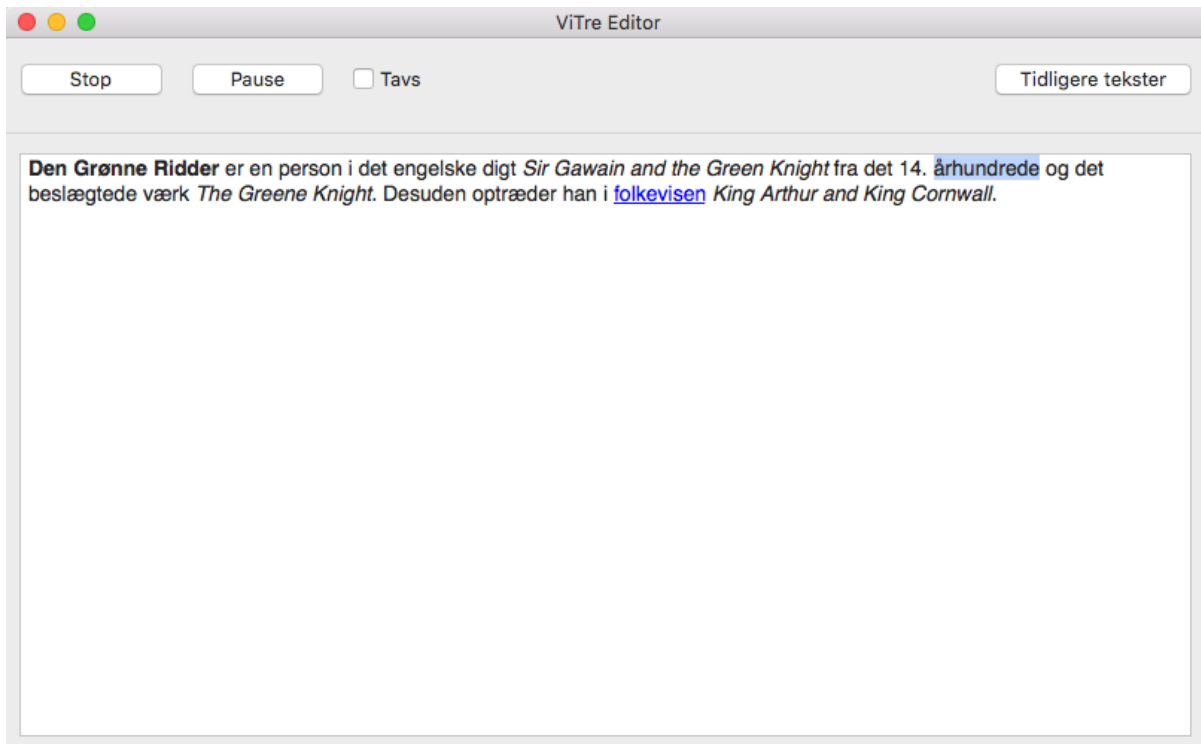 ViTre Editor
Stop Pause Tavs Tidligere tekster
Den Grønne Ridder er en person i det engelske digt Sir Gawain and the Green Knight fra det 14. århundrede og det
beslægtede værk The Greene Knight. Desuden optræder han i folkevisen King Arthur and King Cornwall.